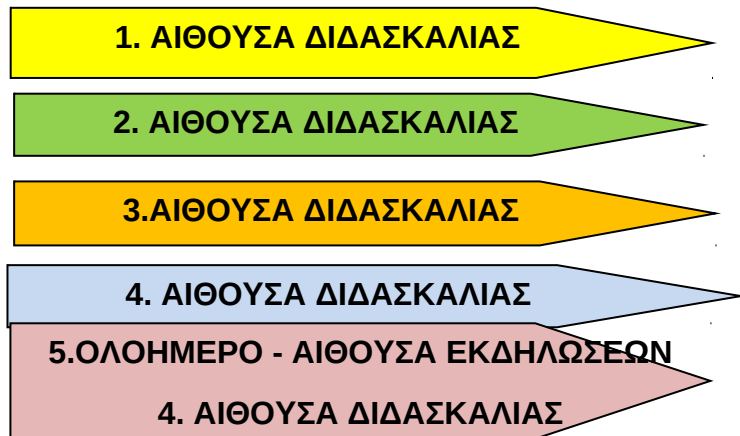 1. ΑΙΘΟΥΣΑ ΔΙΔΑΣΚΑΛΙΑΣ
2. ΑΙΘΟΥΣΑ ΔΙΔΑΣΚΑΛΙΑΣ
3.ΑΙΘΟΥΣΑ ΔΙΔΑΣΚΑΛΙΑΣ
4. ΑΙΘΟΥΣΑ ΔΙΔΑΣΚΑΛΙΑΣ
5.ΟΛΟΗΜΕΡΟ - ΑΙΘΟΥΣΑ ΕΚΔΗΛΩΣΕΩΝ
4. ΑΙΘΟΥΣΑ ΔΙΔΑΣΚΑΛΙΑΣ